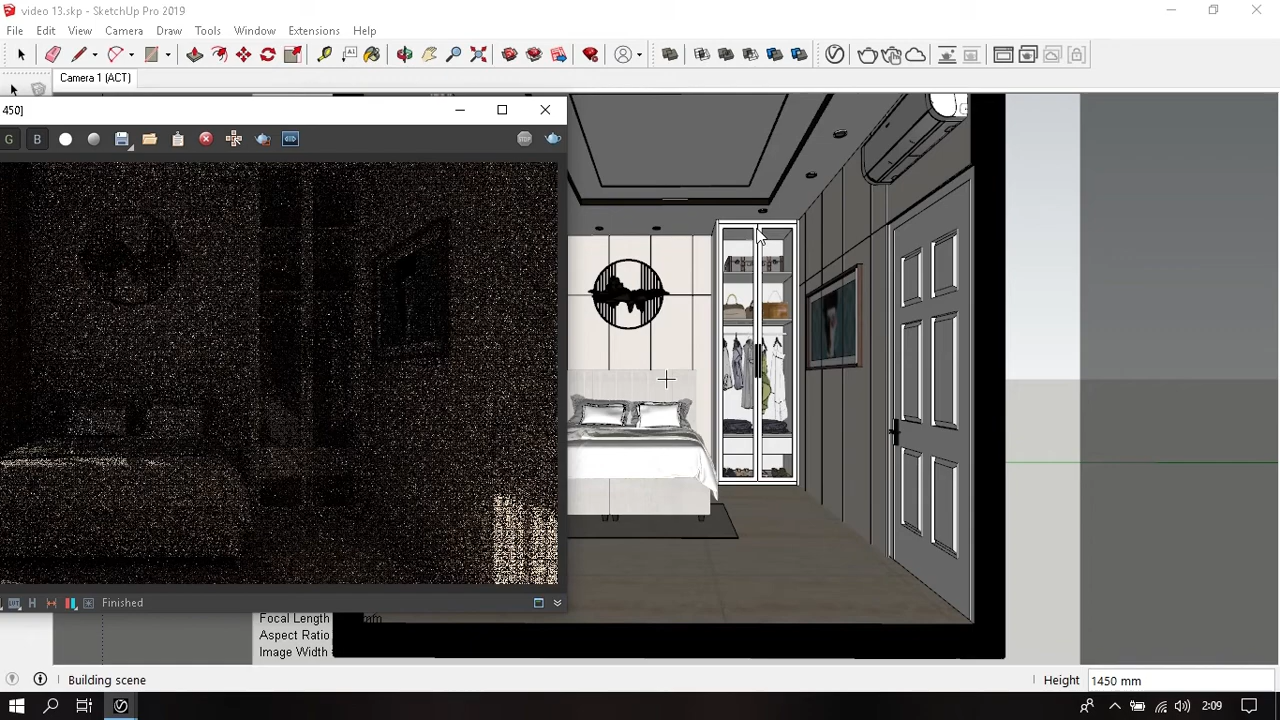 video 13.skp - SketchUp Pro 2019
File Edit View Camera Draw Tools Window Extensions Help
Camera 1 (ACT)
450]
G B
STOP
H Finished
Focal Length
Aspect Ratio
Image Width
Building scene
Height 1450 mm
2:09